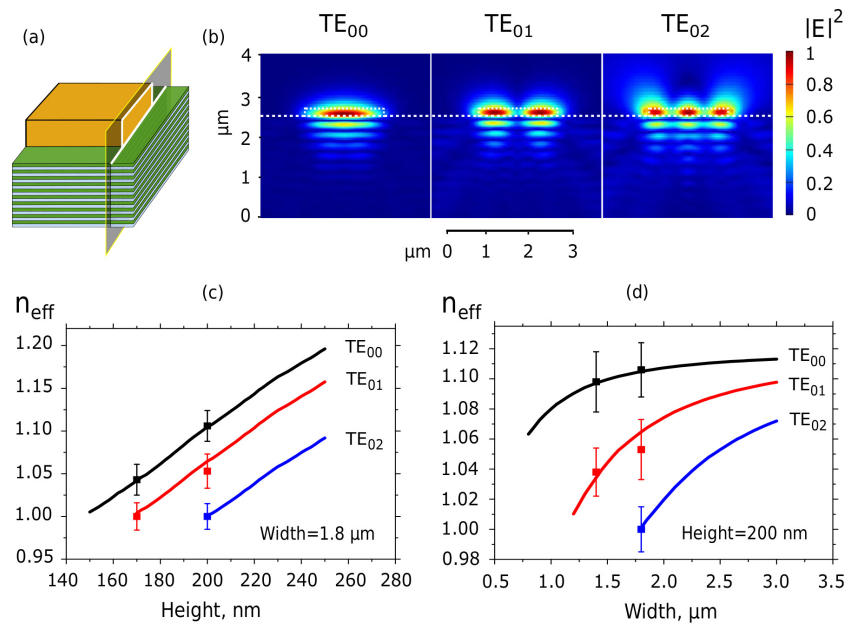 (a)
(b)
TE00
TE01
TE02
|E|2
4
3
2
1
0
μm
1
0.8
0.6
0.4
0.2
0
μm 0 1 2 3
(c)
neff
1.20
1.15
1.10
1.05
1.00
0.95
TE00
TE01
TE02
Width=1.8 μm
140 160 180 200 220 240 260 280
Height, nm
(d)
neff
1.12
1.10
1.08
1.06
1.04
1.02
1.00
0.98
TE00
TE01
TE02
Height=200 nm
0.5 1.0 1.5 2.0 2.5 3.0 3.5
Width, μm